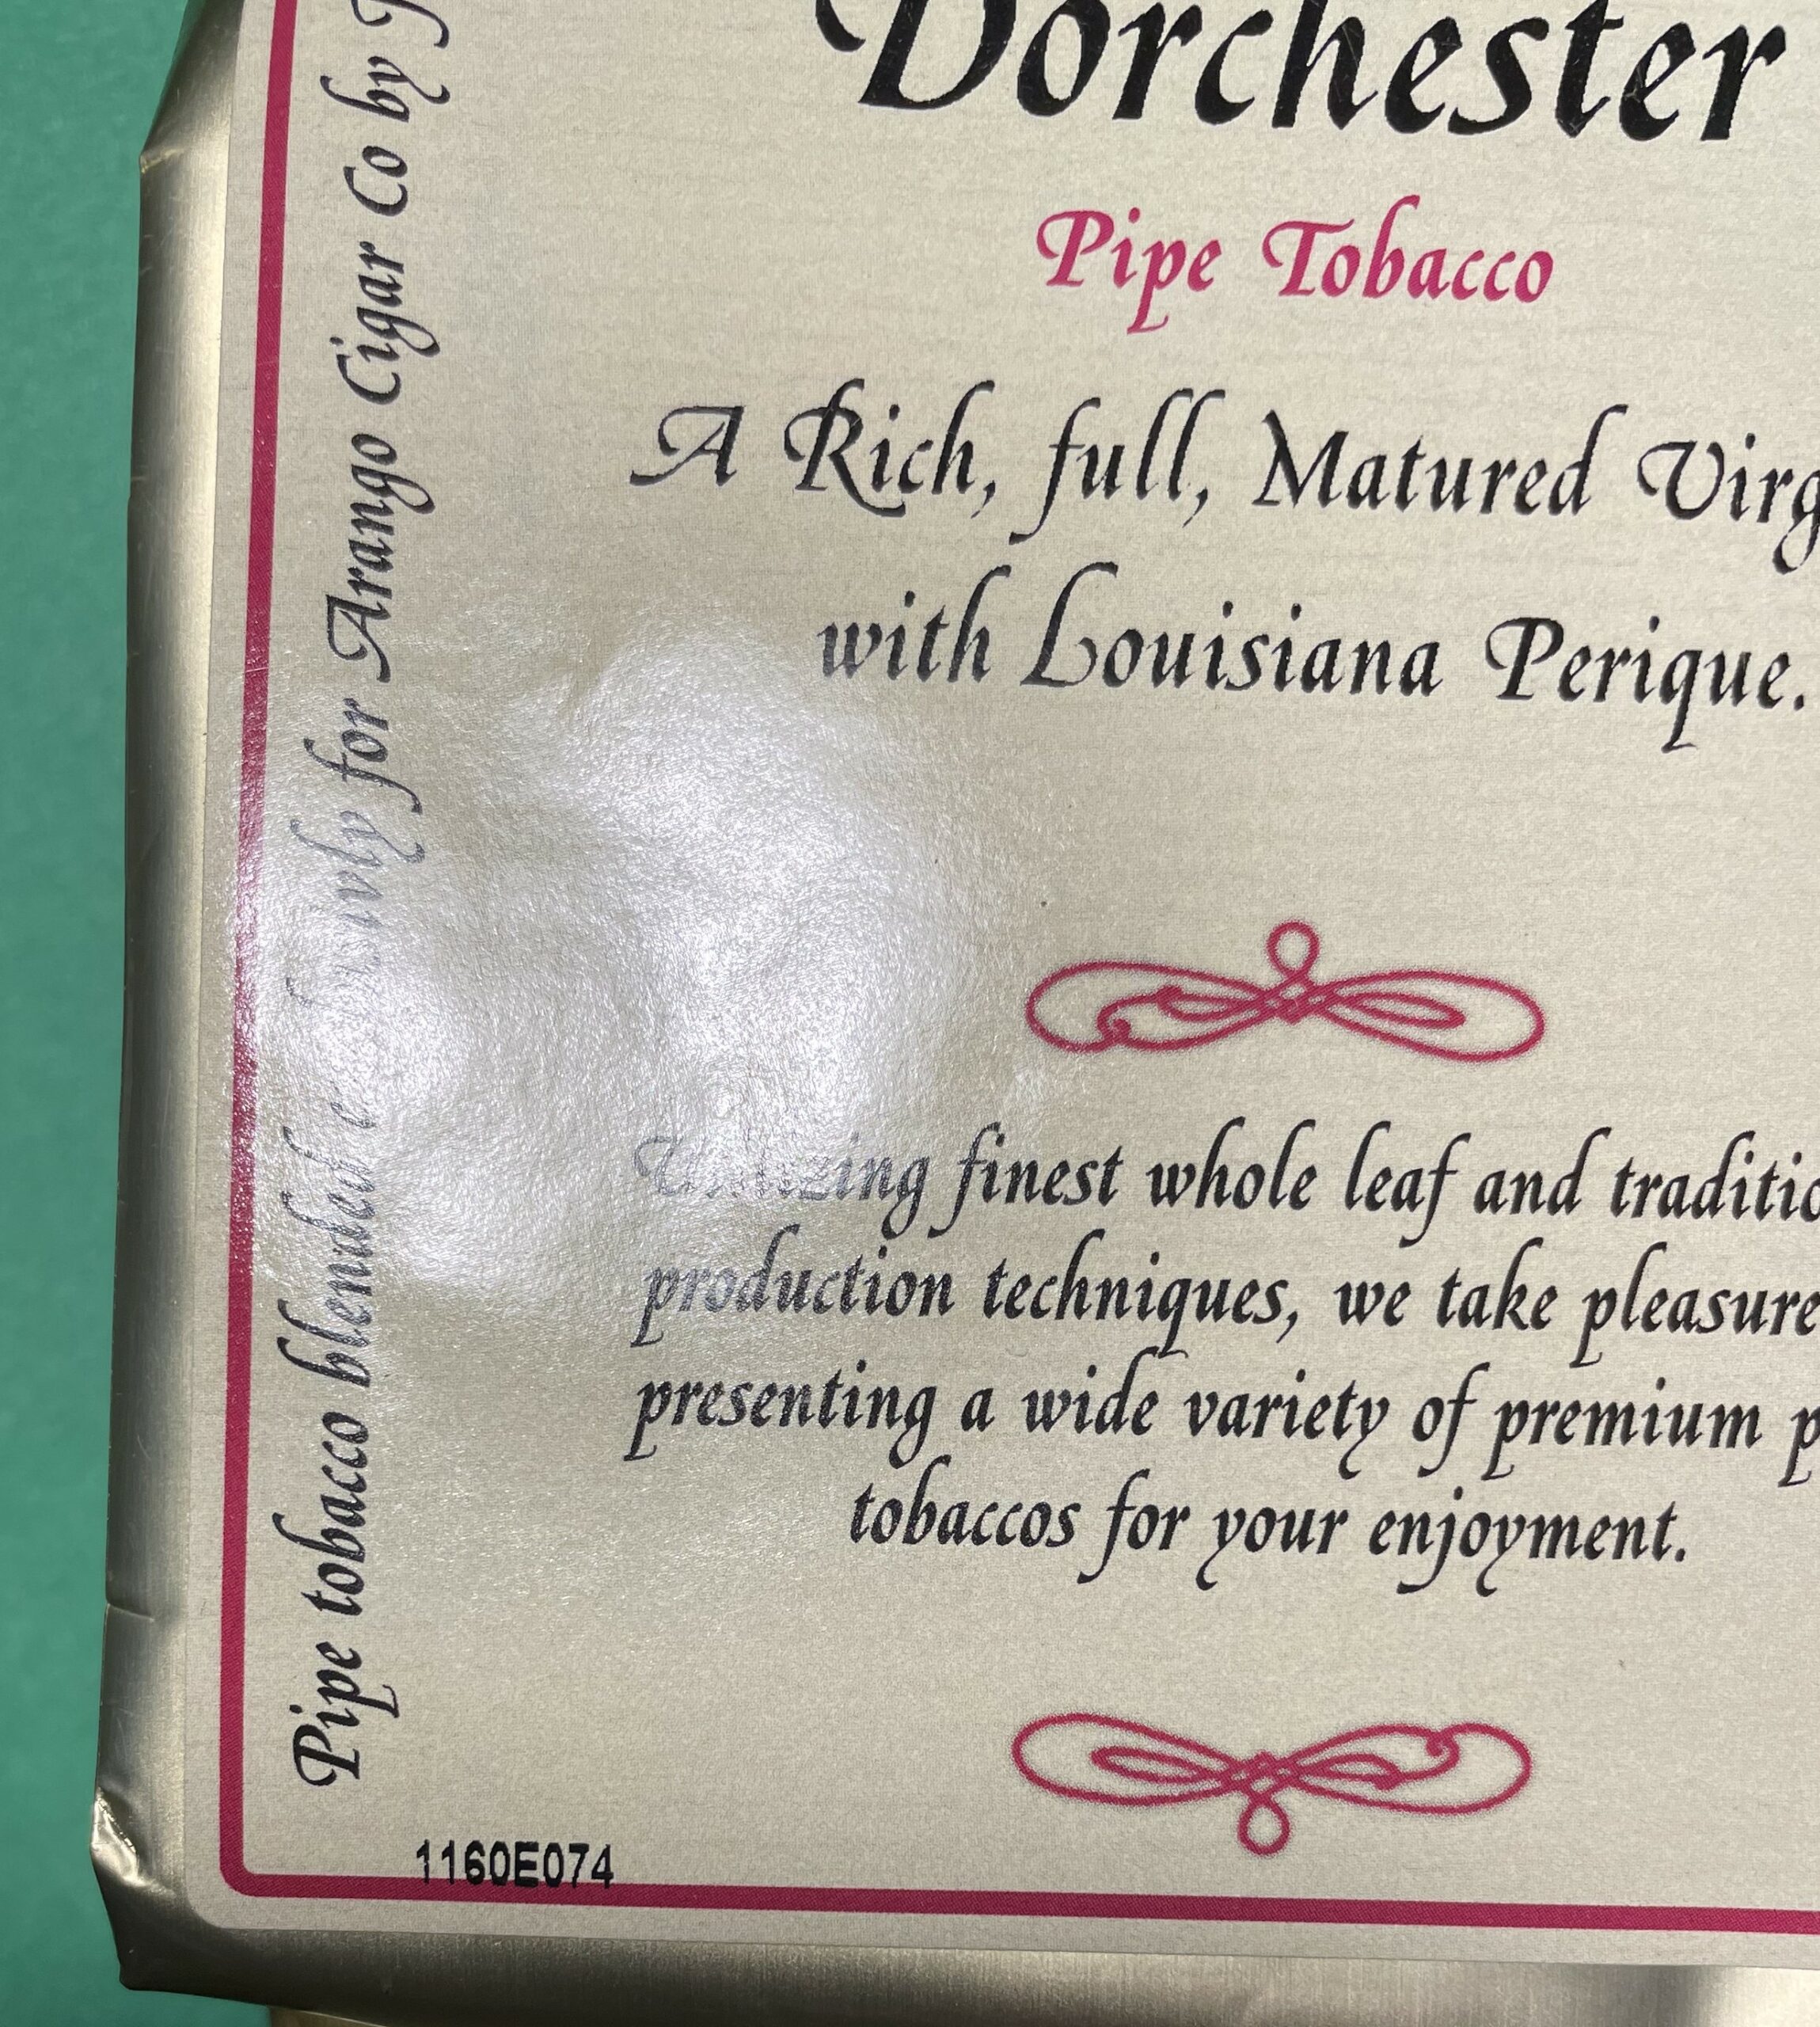 Dorchester
Pipe Tobacco
A Rich, full, Matured Virg
with Louisiana Perique.
Utilizing finest whole leaf and traditio
production techniques, we take pleasure
presenting a wide variety of premium p
tobaccos for your enjoyment.
Pipe tobacco blended for Arango Cigar Co by
1160E074